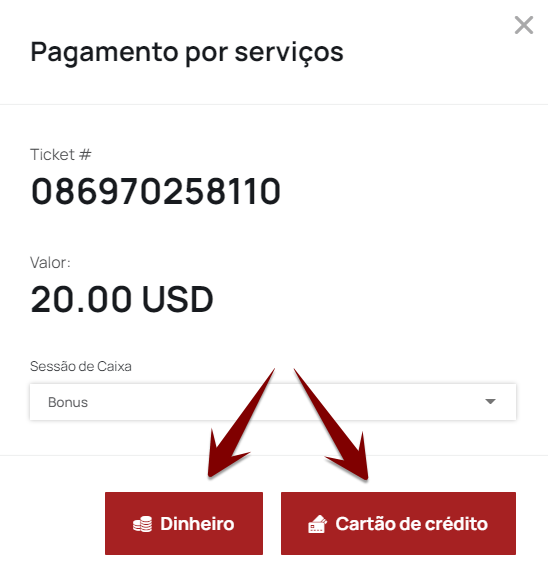 Pagamento por serviços
Ticket #
086970258110
Valor:
20.00 USD
Sessão de Caixa
Bonus
Dinheiro
Cartão de crédito